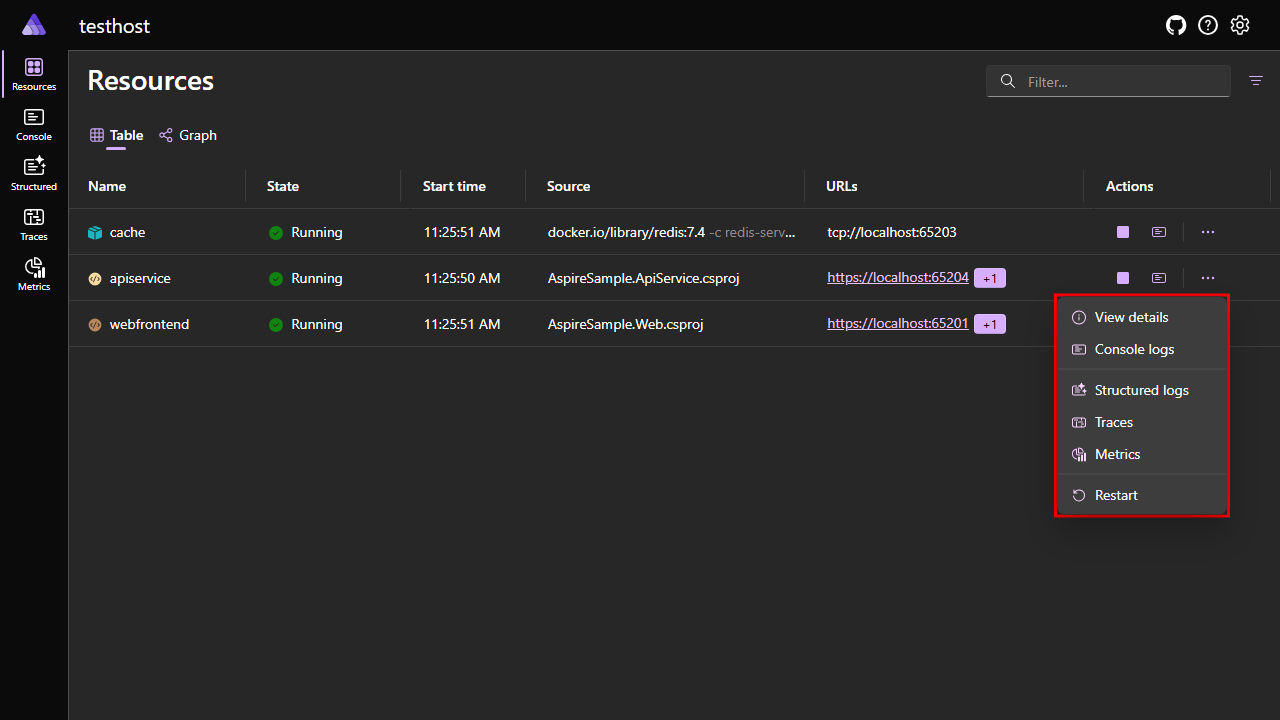 testhost
Resources
Console
Structured
Traces
Metrics
Resources
Filter...
Table Graph
Name State Start time Source URLs Actions
cache Running 11:25:51 AM docker.io/library/redis:7.4 -c redis-serv... tcp://localhost:65203
apiservice Running 11:25:50 AM AspireSample.ApiService.csproj https://localhost:65204 +1
webfrontend Running 11:25:51 AM AspireSample.Web.csproj https://localhost:65201 +1
View details
Console logs
Structured logs
Traces
Metrics
Restart